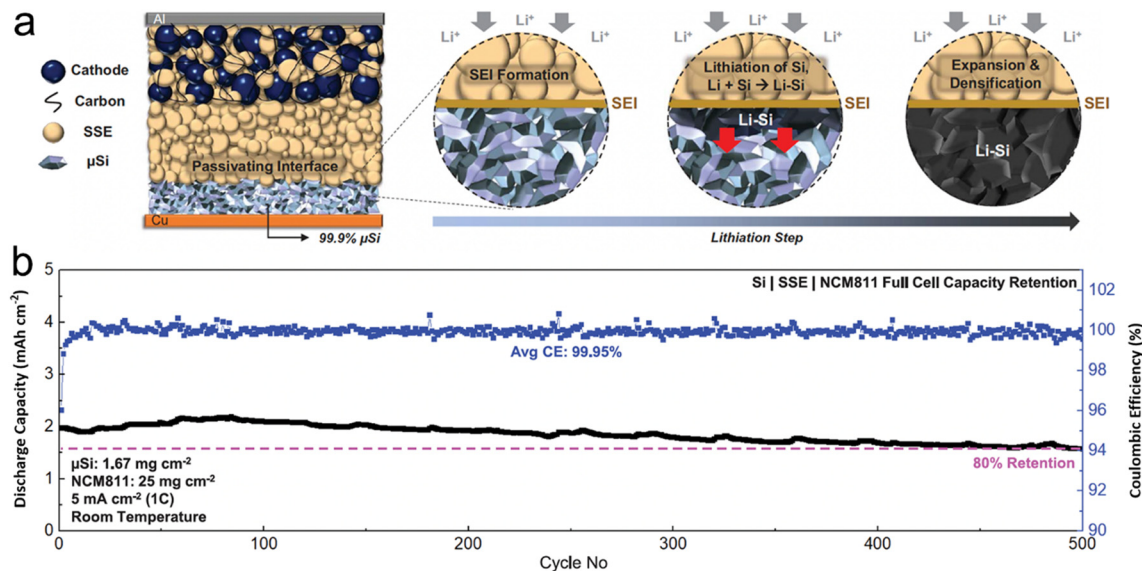 a
Al
Cathode
Carbon
SSE
µSi
Passivating Interface
Cu
99.9% µSi
Li⁺
Li⁺
Li⁺
SEI Formation
SEI
Li⁺
Li⁺
Li⁺
Lithiation of Si,
Li + Si → Li-Si
SEI
Li-Si
Li⁺
Li⁺
Li⁺
Expansion &
Densification
SEI
Li-Si
Lithiation Step
b
Si | SSE | NCM811 Full Cell Capacity Retention
Avg CE: 99.95%
80% Retention
µSi: 1.67 mg cm⁻²
NCM811: 25 mg cm⁻²
5 mA cm⁻² (1C)
Room Temperature
Discharge Capacity (mAh cm⁻²)
5
4
3
2
1
0
0
100
200
300
400
500
Cycle No
102
100
98
96
94
92
90
Coulombic Efficiency (%)